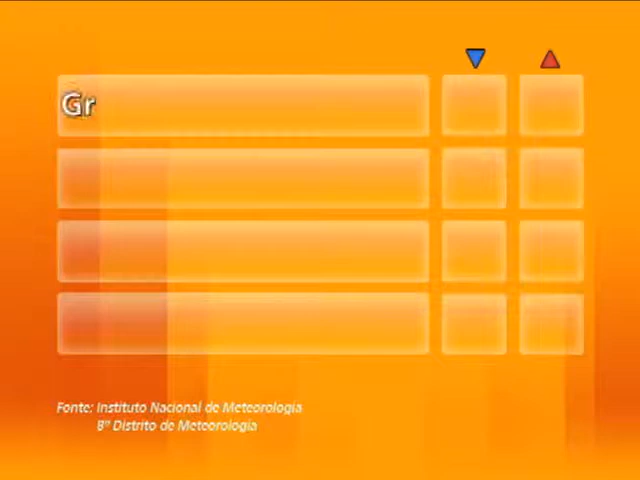 Gr
Fonte: Instituto Nacional de Meteorologia
8º Distrito de Meteorologia